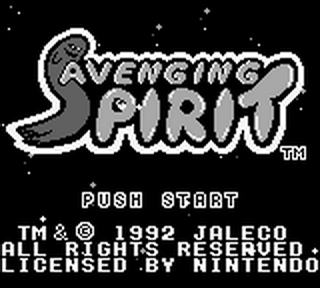 AVENGING
SPIRIT
TM
PUSH START
TM & © 1992 JALECO
ALL RIGHTS RESERVED.
LICENSED BY NINTENDO